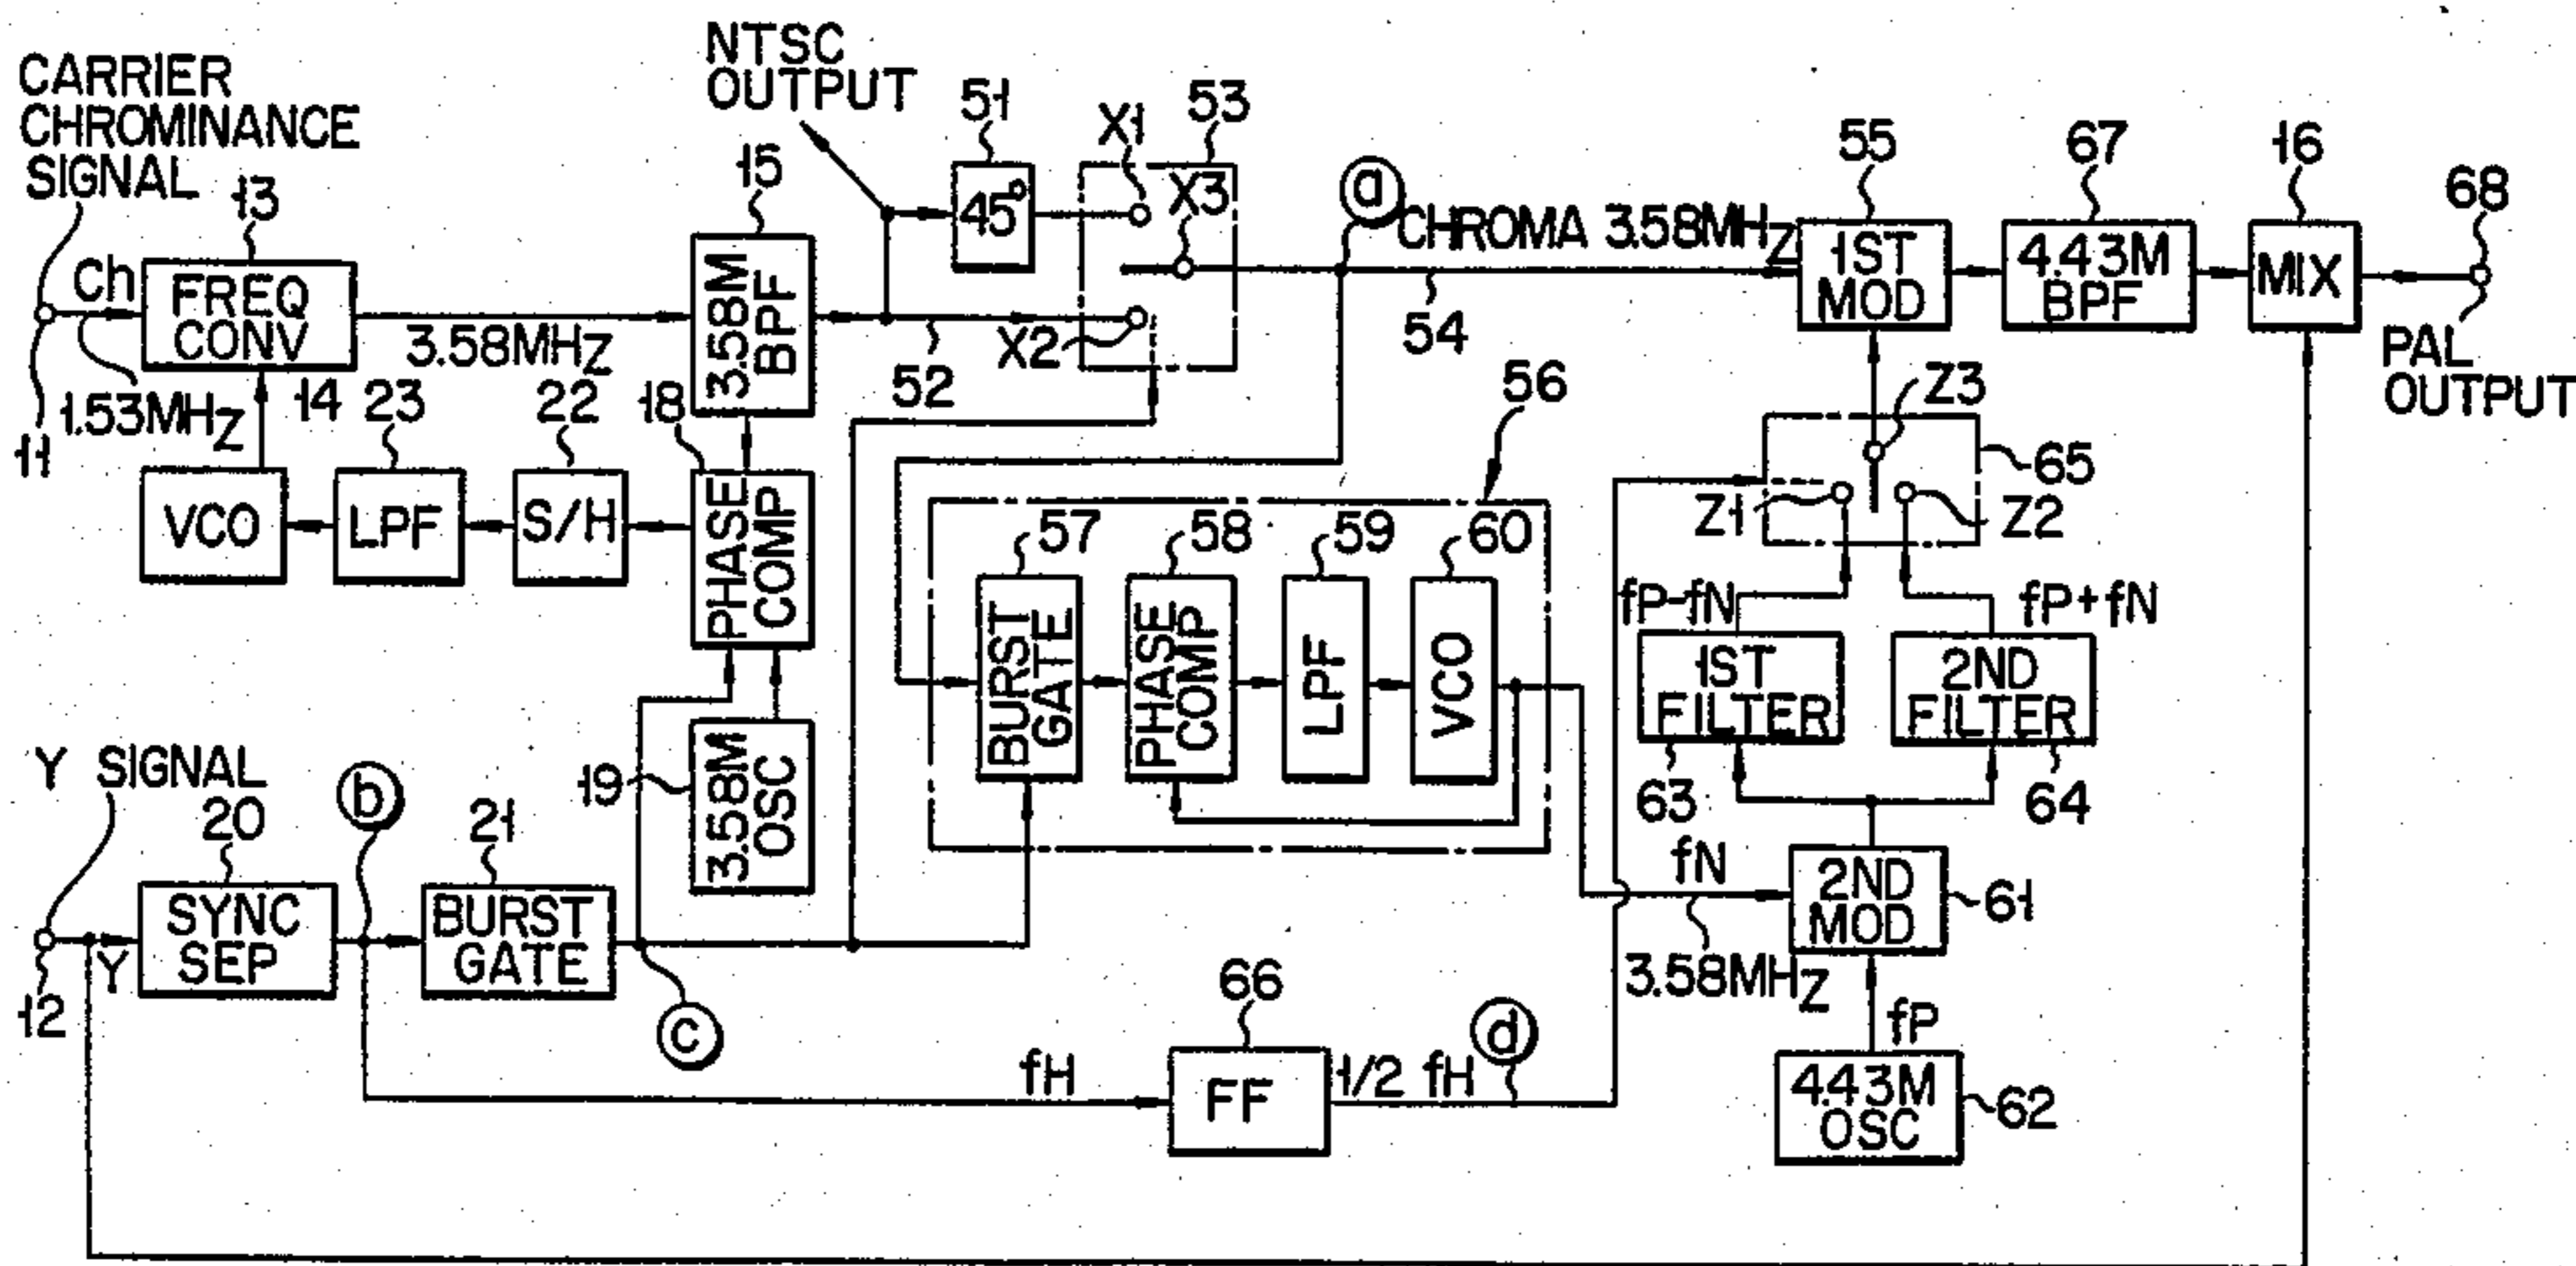 CARRIER
CHROMINANCE
SIGNAL
NTSC
OUTPUT
13
15
51
X1
53
X3
ⓐ
55
67
16
68
Ch
FREQ
CONV
3.58M
BPF
45°
CHROMA 3.58MHZ
1ST
MOD
4.43M
BPF
MIX
3.58MHZ
52
X2
54
PAL
OUTPUT
11
1.53MHZ
14
23
22
18
56
Z3
65
VCO
LPF
S/H
PHASE
COMP
57
58
59
60
Z1
Z2
fP-fN
fP+fN
BURST
GATE
PHASE
COMP
LPF
VCO
1ST
FILTER
2ND
FILTER
63
64
19
3.58M
OSC
Y SIGNAL
20
ⓑ
21
fN
2ND
MOD
61
SYNC
SEP
BURST
GATE
Y
12
ⓒ
3.58MHZ
fP
66
fH
FF
1/2 fH
ⓓ
4.43M
OSC
62